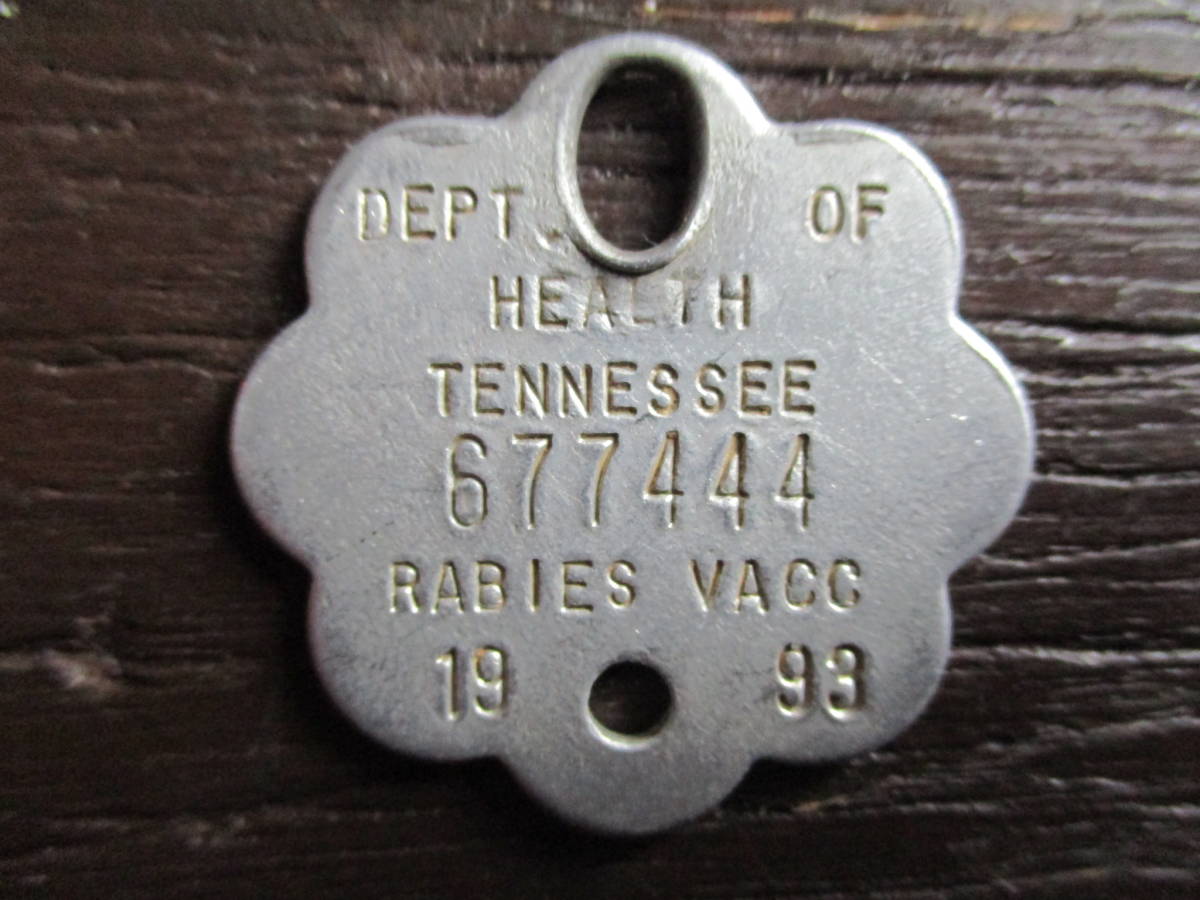 DEPT. OF
HEALTH
TENNESSEE
677444
RABIES VACC
19 93